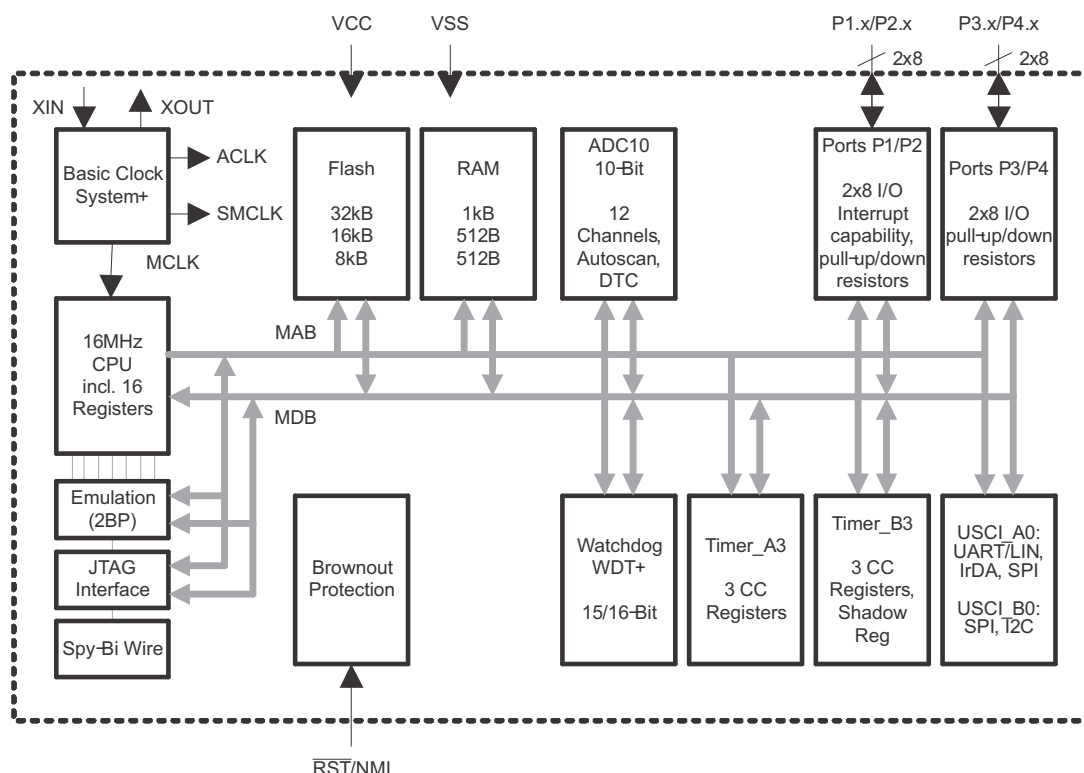 VCC
VSS
P1.x/P2.x
P3.x/P4.x
2x8
2x8
XIN
XOUT
Basic Clock
System+
ACLK
SMCLK
MCLK
Flash
32kB
16kB
8kB
RAM
1kB
512B
512B
ADC10
10-Bit
12
Channels,
Autoscan,
DTC
Ports P1/P2
2x8 I/O
Interrupt
capability,
pull-up/down
resistors
Ports P3/P4
2x8 I/O
pull-up/down
resistors
16MHz
CPU
incl. 16
Registers
MAB
MDB
Emulation
(2BP)
JTAG
Interface
Spy-Bi Wire
Brownout
Protection
Watchdog
WDT+
15/16-Bit
Timer_A3
3 CC
Registers
Timer_B3
3 CC
Registers,
Shadow
Reg
USCI_A0:
UART/LIN,
IrDA, SPI
USCI_B0:
SPI, I2C
RST/NMI